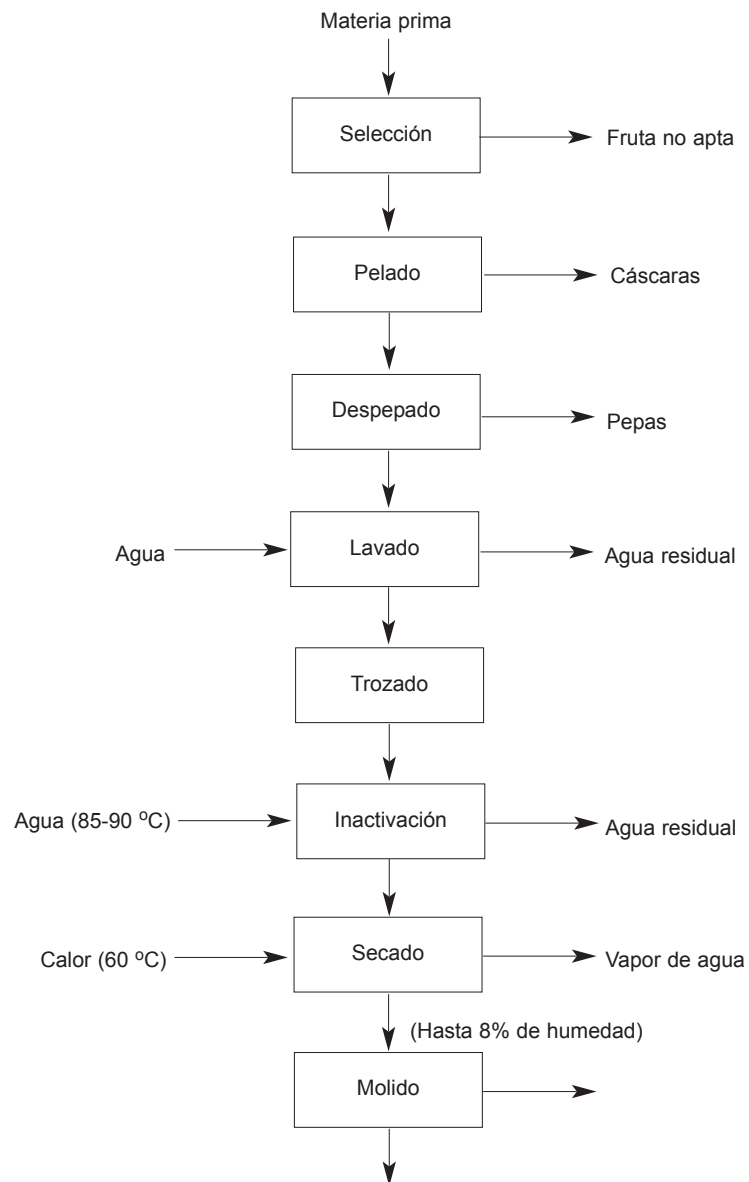 Materia prima
Selección
Fruta no apta
Pelado
Cáscaras
Despepado
Pepas
Agua
Lavado
Agua residual
Trozado
Agua (85-90 ºC)
Inactivación
Agua residual
Calor (60 ºC)
Secado
Vapor de agua
(Hasta 8% de humedad)
Molido